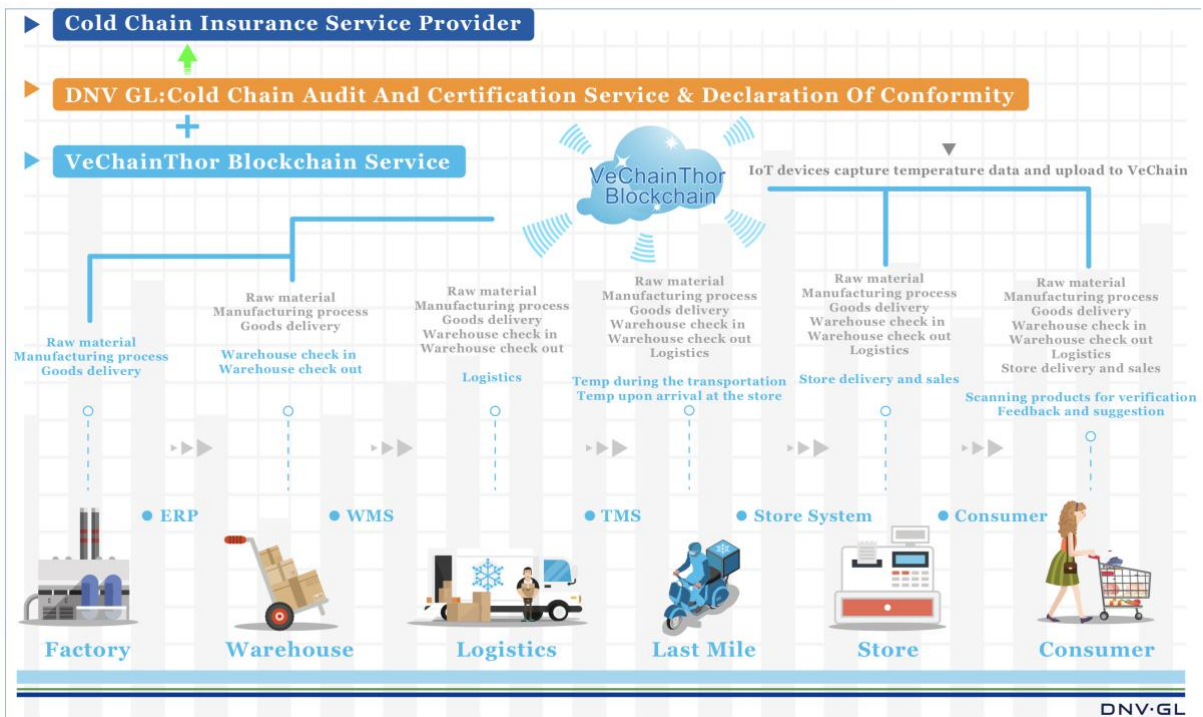 Cold Chain Insurance Service Provider
DNV GL:Cold Chain Audit And Certification Service & Declaration Of Conformity
VeChainThor Blockchain Service
VeChainThor
Blockchain
IoT devices capture temperature data and upload to VeChain
Raw material
Manufacturing process
Goods delivery
Raw material
Manufacturing process
Goods delivery
Warehouse check in
Warehouse check out
Raw material
Manufacturing process
Goods delivery
Warehouse check in
Warehouse check out
Logistics
Raw material
Manufacturing process
Goods delivery
Warehouse check in
Warehouse check out
Logistics
Temp during the transportation
Temp upon arrival at the store
Raw material
Manufacturing process
Goods delivery
Warehouse check in
Warehouse check out
Logistics
Store delivery and sales
Raw material
Manufacturing process
Goods delivery
Warehouse check in
Warehouse check out
Logistics
Store delivery and sales
Scanning products for verification
Feedback and suggestion
ERP
WMS
TMS
Store System
Consumer
Factory
Warehouse
Logistics
Last Mile
Store
Consumer
DNV·GL